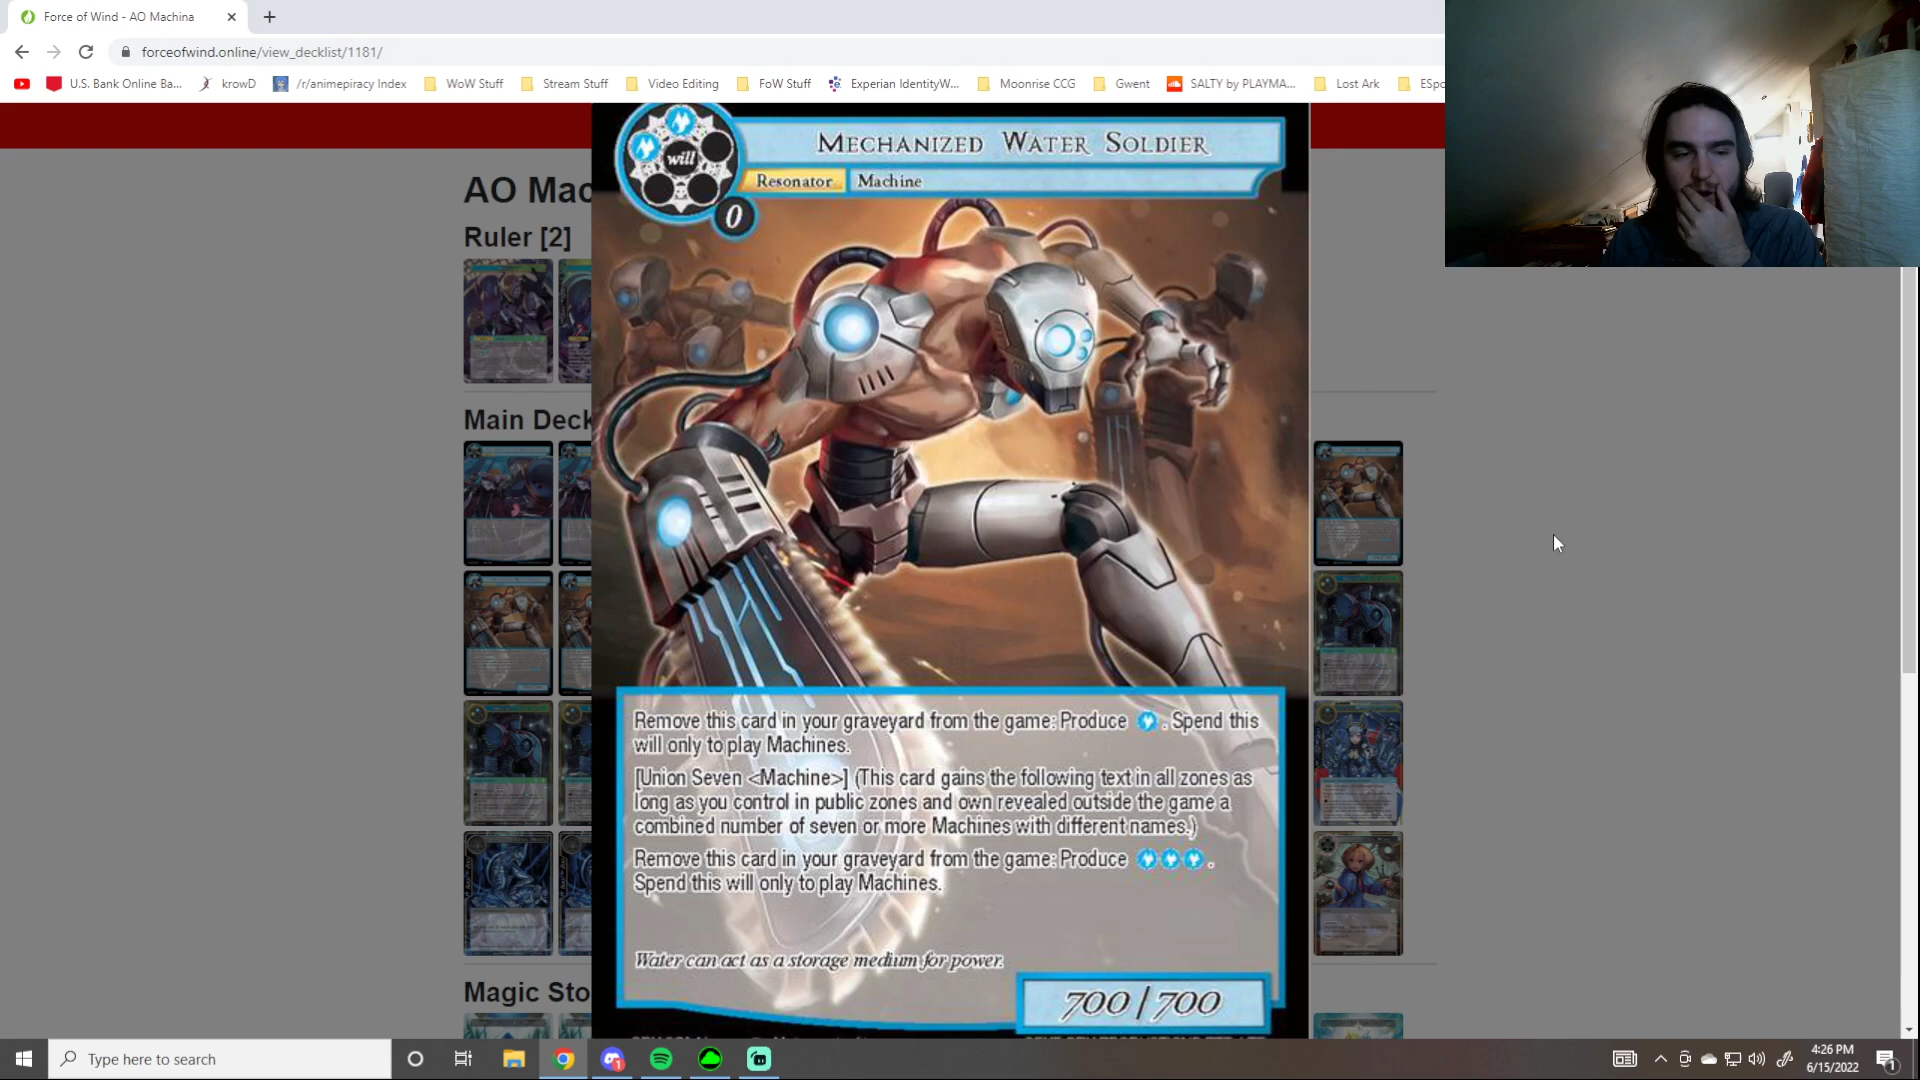 Force of Wind - AO Machina
forceofwind.online/view_decklist/1181/
U.S. Bank Online Ba...
krowD
/r/animepiracy Index
WoW Stuff
Stream Stuff
Video Editing
FoW Stuff
Experian IdentityW...
Moonrise CCG
Gwent
SALTY by PLAYMA...
Lost Ark
ESpo
AO Mac
Ruler [2]
Main Deck
Magic Sto
will
0
Mechanized Water Soldier
Resonator Machine
Remove this card in your graveyard from the game: Produce . Spend this
will only to play Machines.
[Union Seven <Machine>] (This card gains the following text in all zones as
long as you control in public zones and own revealed outside the game a
combined number of seven or more Machines with different names.)
Remove this card in your graveyard from the game: Produce .
Spend this will only to play Machines.
Water can act as a storage medium for power.
700/700
Type here to search
1
4:26 PM
6/15/2022
1